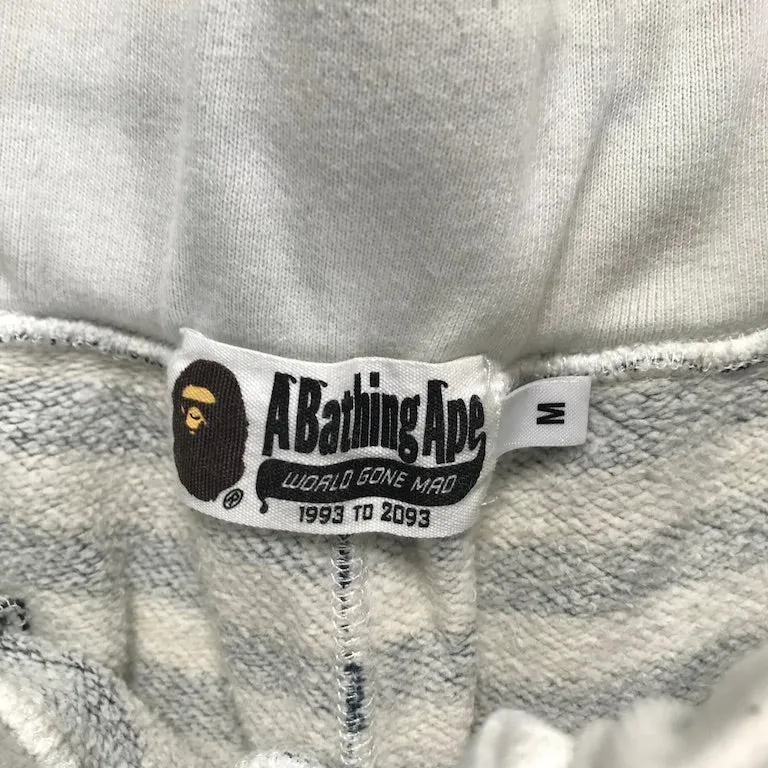 A Bathing Ape
WORLD GONE MAD
1993 TO 2093
M